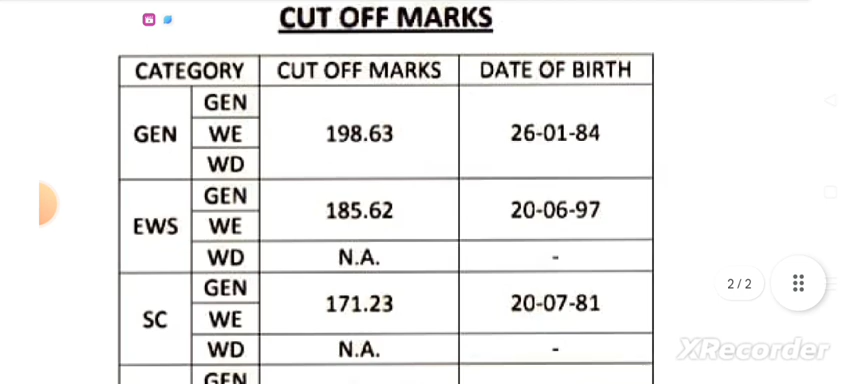 CUT OFF MARKS
CATEGORY CUT OFF MARKS DATE OF BIRTH
GEN
GEN WE 198.63 26-01-84
WD
GEN
EWS WE 185.62 20-06-97
WD N.A. -
GEN
SC WE 171.23 20-07-81
WD N.A. -
GEN
2/2
XRecorder